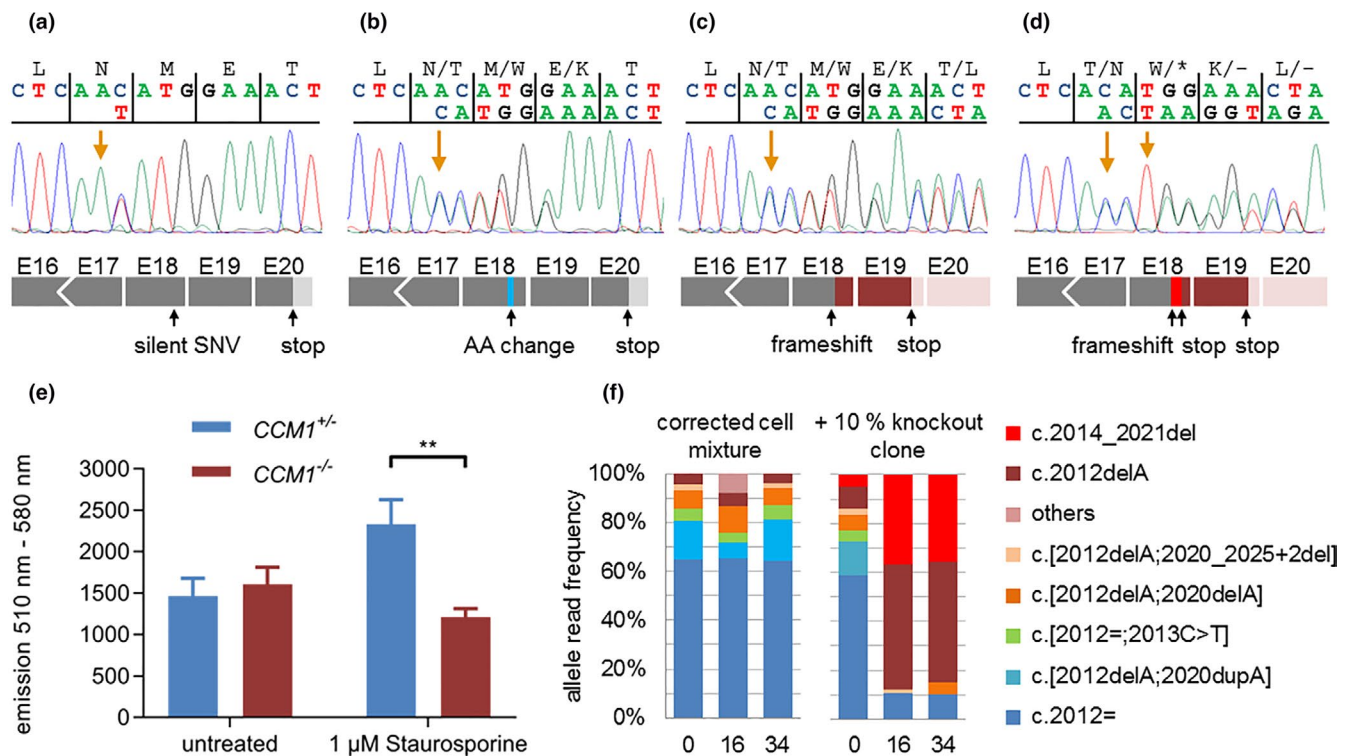 (a)
L N M E T
C T C A A C A T G G A A A C T
T
E16 E17 E18 E19 E20
silent SNV stop
(b)
L N/T M/W E/K T
C T C A A C A T G G A A A C T
C A T G G A A A A C T
E16 E17 E18 E19 E20
AA change stop
(c)
L N/T M/W E/K T/L
C T C A A C A T G G A A A C T
C A T G G A A A C T A
E16 E17 E18 E19 E20
frameshift stop
(d)
L T/N W/* K/- L/-
C T C A C A T G G A A A C T A
A C T A A G G T A G A
E16 E17 E18 E19 E20
frameshift stop stop
(e)
CCM1+/-
CCM1-/-
**
emission 510 nm - 580 nm
3000
2500
2000
1500
1000
500
0
untreated 1 µM Staurosporine
(f)
corrected cell mixture
+ 10 % knockout clone
allele read frequency
100%
80%
60%
40%
20%
0%
0 16 34 0 16 34
c.2014_2021del
c.2012delA
others
c.[2012delA;2020_2025+2del]
c.[2012delA;2020delA]
c.[2012=;2013C>T]
c.[2012delA;2020dupA]
c.2012=